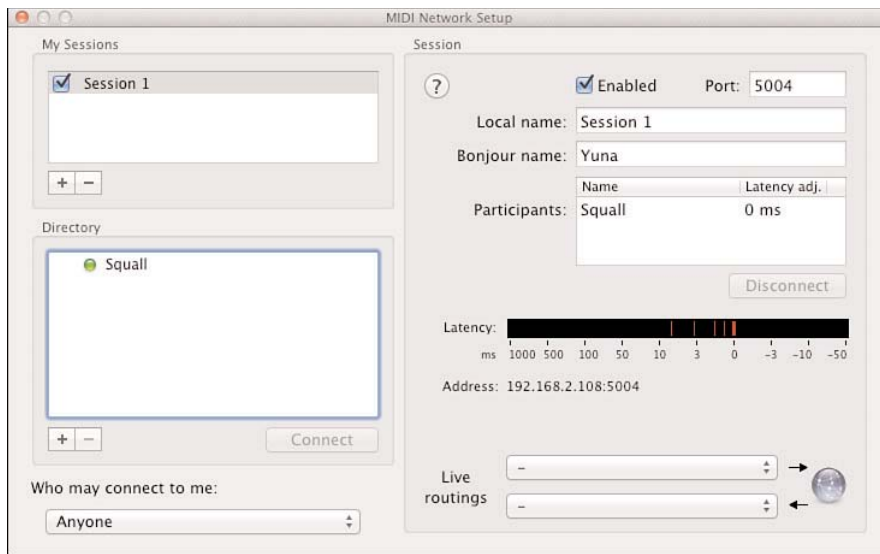 MIDI Network Setup
My Sessions
Session 1
+ −
Directory
Squall
+ −
Connect
Who may connect to me:
Anyone
Session
?
Enabled
Port: 5004
Local name: Session 1
Bonjour name: Yuna
Name Latency adj.
Participants: Squall 0 ms
Disconnect
Latency:
ms 1000 500 100 50 10 3 0 -3 -10 -50
Address: 192.168.2.108:5004
Live routings
-
-